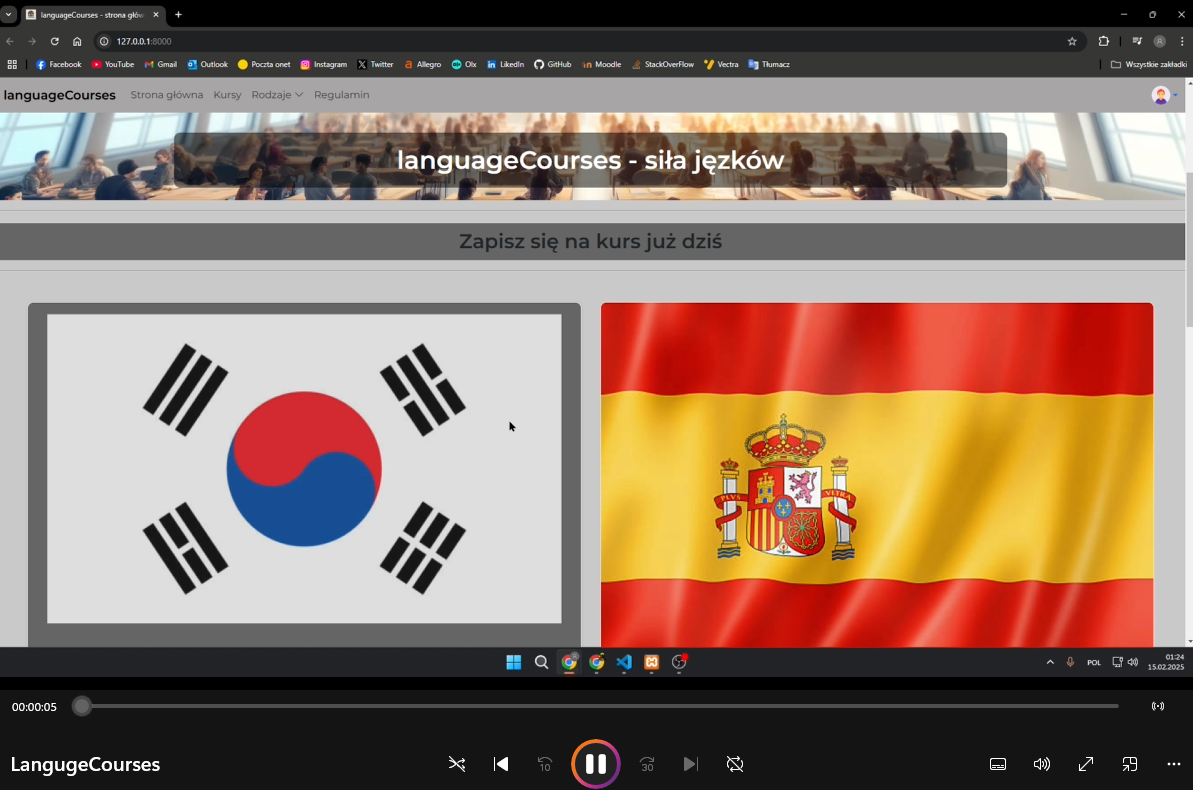 languageCourses - strona głów
127.0.0.1:8000
Facebook YouTube Gmail Outlook Poczta onet Instagram Twitter Allegro Olx LinkedIn GitHub Moodle StackOverFlow Vectra Tłumacz Wszystkie zakładki
languageCourses Strona główna Kursy Rodzaje Regulamin
languageCourses - siła jęzków
Zapisz się na kurs już dziś
PLVS VLTRA
POL
01:24
15.02.2025
00:00:05
LangugeCourses
10
30